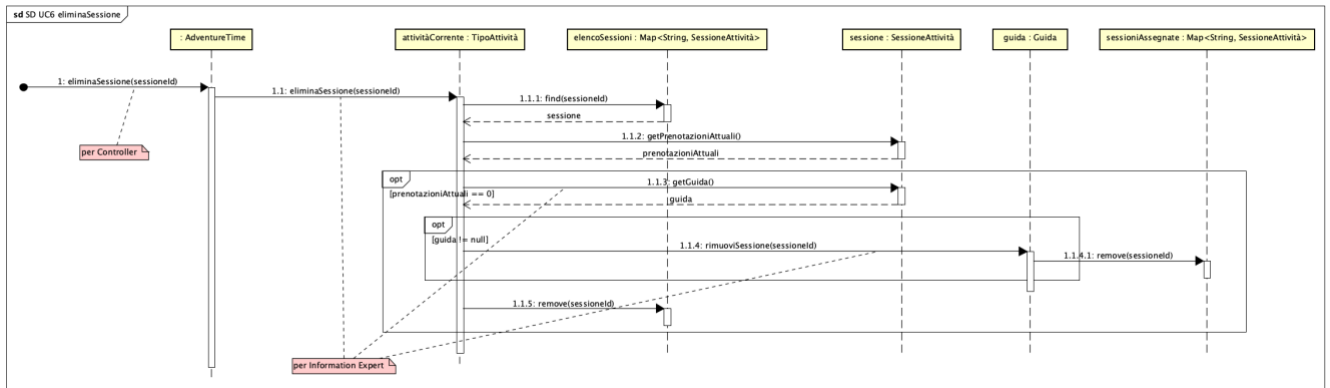 sd SD UC6 eliminaSessione
: AdventureTime
attivitàCorrente : TipoAttività
elencoSessioni : Map<String, SessioneAttività>
sessione : SessioneAttività
guida : Guida
sessioniAssegnate : Map<String, SessioneAttività>
1: eliminaSessione(sessioneId)
1.1: eliminaSessione(sessioneId)
1.1.1: find(sessioneId)
sessione
1.1.2: getPrenotazioniAttuali()
per Controller
prenotazioniAttuali
opt
1.1.3: getGuida()
[prenotazioniAttuali == 0]
guida
opt
[guida != null]
1.1.4: rimuoviSessione(sessioneId)
1.1.4.1: remove(sessioneId)
1.1.5: remove(sessioneId)
per Information Expert